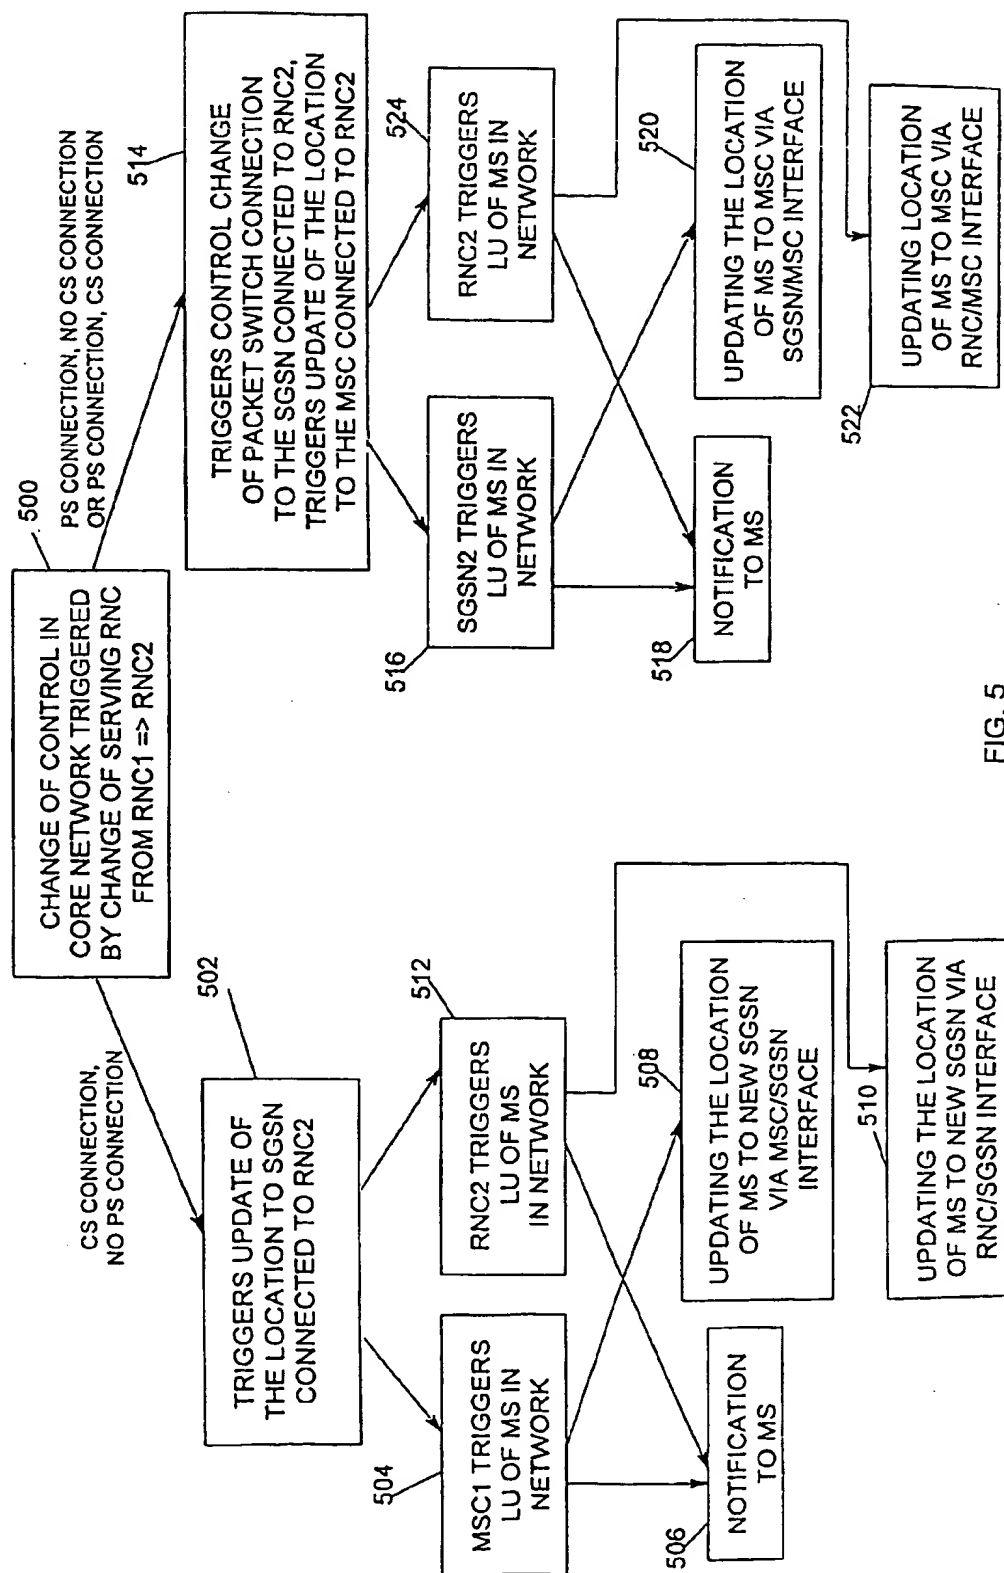 500
CHANGE OF CONTROL IN
CORE NETWORK TRIGGERED
BY CHANGE OF SERVING RNC
FROM RNC1 => RNC2
CS CONNECTION,
NO PS CONNECTION
PS CONNECTION, NO CS CONNECTION
OR PS CONNECTION, CS CONNECTION
502
TRIGGERS UPDATE OF
THE LOCATION TO SGSN
CONNECTED TO RNC2
514
TRIGGERS CONTROL CHANGE
OF PACKET SWITCH CONNECTION
TO THE SGSN CONNECTED TO RNC2,
TRIGGERS UPDATE OF THE LOCATION
TO THE MSC CONNECTED TO RNC2
504
MSC1 TRIGGERS
LU OF MS IN
NETWORK
512
RNC2 TRIGGERS
LU OF MS
IN NETWORK
516
SGSN2 TRIGGERS
LU OF MS IN
NETWORK
524
RNC2 TRIGGERS
LU OF MS IN
NETWORK
506
NOTIFICATION
TO MS
508
UPDATING THE LOCATION
OF MS TO NEW SGSN
VIA MSC/SGSN
INTERFACE
518
NOTIFICATION
TO MS
520
UPDATING THE LOCATION
OF MS TO MSC VIA
SGSN/MSC INTERFACE
510
UPDATING THE LOCATION
OF MS TO NEW SGSN VIA
RNC/SGSN INTERFACE
522
UPDATING LOCATION
OF MS TO MSC VIA
RNC/MSC INTERFACE
FIG. 5